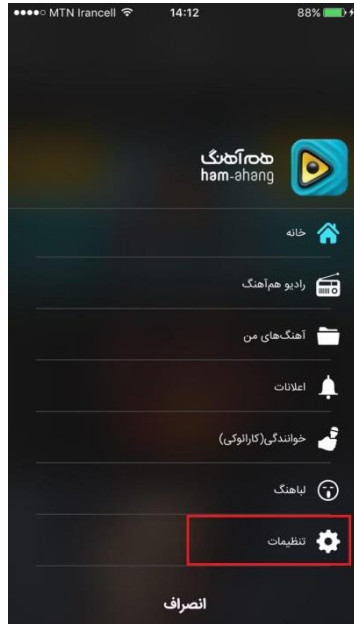 MTN Irancell 14:12 88%
هم‌آهنگ
ham-ahang
خانه
رادیو هم‌آهنگ
آهنگ‌های من
اعلانات
خوانندگی(کارائوکی)
لباهنگ
تنظیمات
انصراف